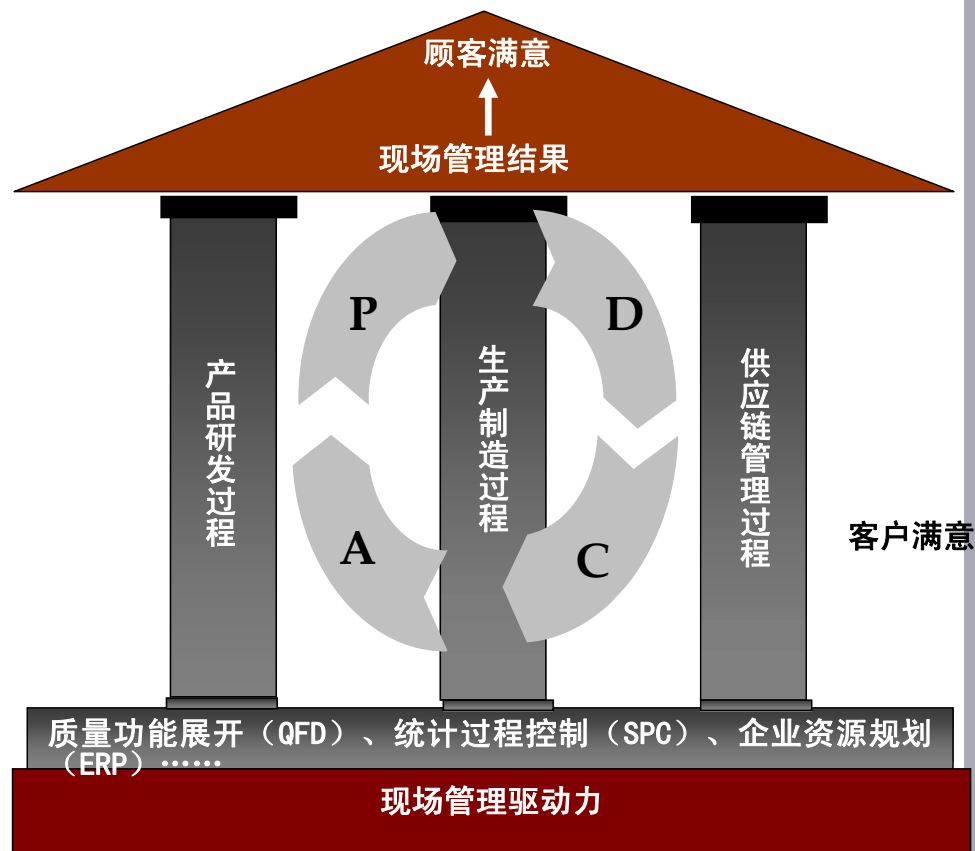 顾客满意
现场管理结果
P
D
产品研发过程
生产制造过程
供应链管理过程
A
C
客户满意
质量功能展开（QFD）、统计过程控制（SPC）、企业资源规划
（ERP）……
现场管理驱动力